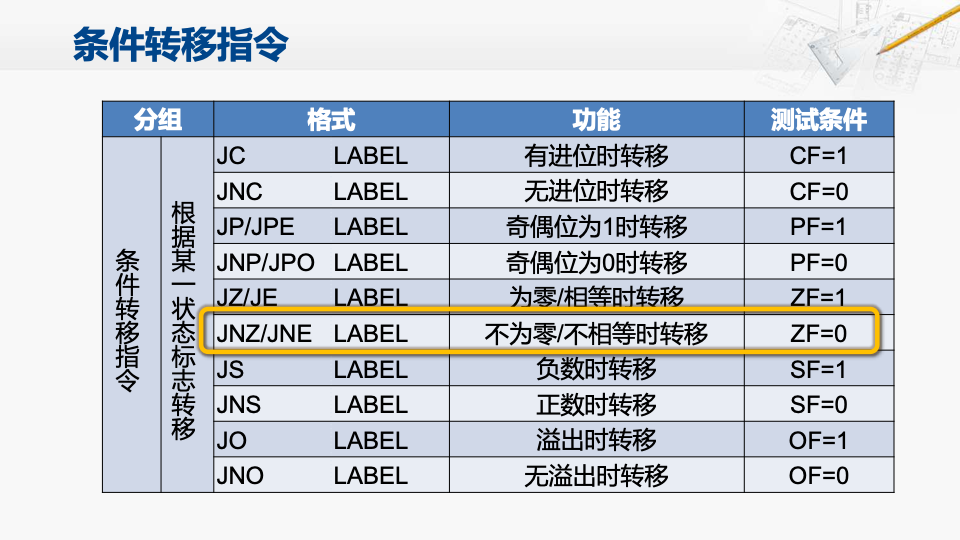 条件转移指令
分组 格式 功能 测试条件
条件转移指令
根据某一状态标志转移
JC LABEL 有进位时转移 CF=1
JNC LABEL 无进位时转移 CF=0
JP/JPE LABEL 奇偶位为1时转移 PF=1
JNP/JPO LABEL 奇偶位为0时转移 PF=0
JZ/JE LABEL 为零/相等时转移 ZF=1
JNZ/JNE LABEL 不为零/不相等时转移 ZF=0
JS LABEL 负数时转移 SF=1
JNS LABEL 正数时转移 SF=0
JO LABEL 溢出时转移 OF=1
JNO LABEL 无溢出时转移 OF=0